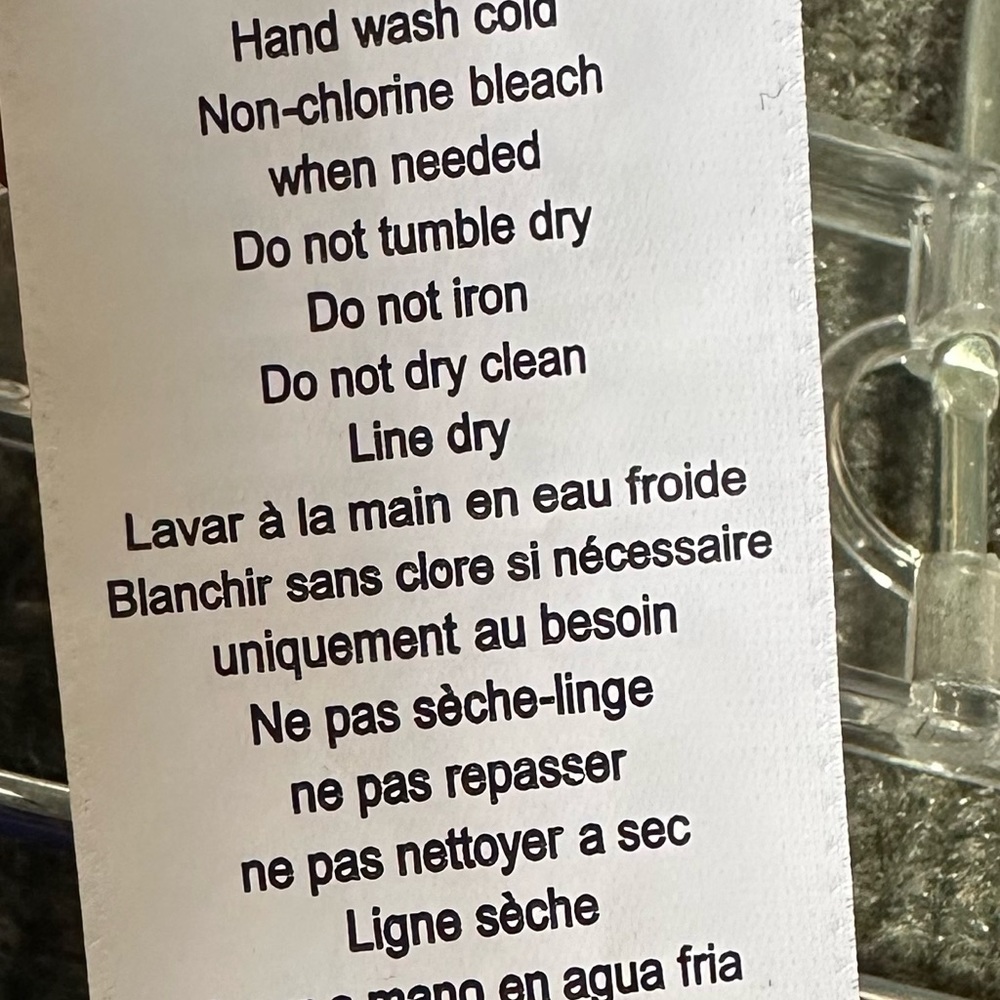 Hand wash cold
Non-chlorine bleach
when needed
Do not tumble dry
Do not iron
Do not dry clean
Line dry
Lavar à la main en eau froide
Blanchir sans clore si nécessaire
uniquement au besoin
Ne pas sèche-linge
ne pas repasser
ne pas nettoyer a sec
Ligne sèche
mano en agua fria